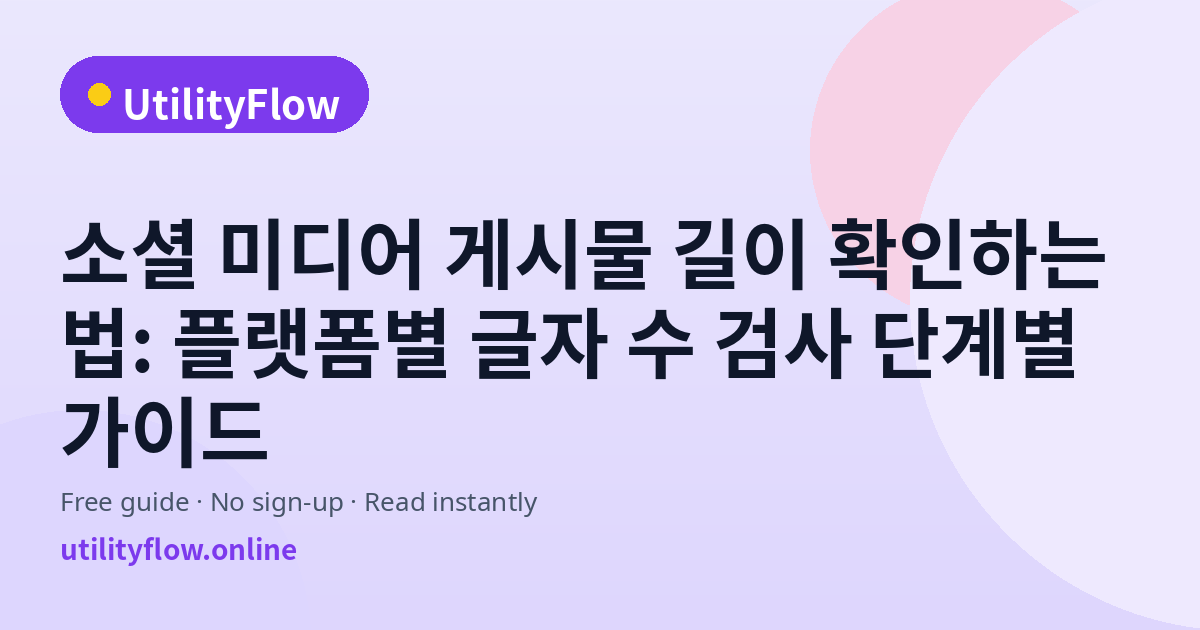 UtilityFlow
소셜 미디어 게시물 길이 확인하는
법: 플랫폼별 글자 수 검사 단계별
가이드
Free guide · No sign-up · Read instantly
utilityflow.online